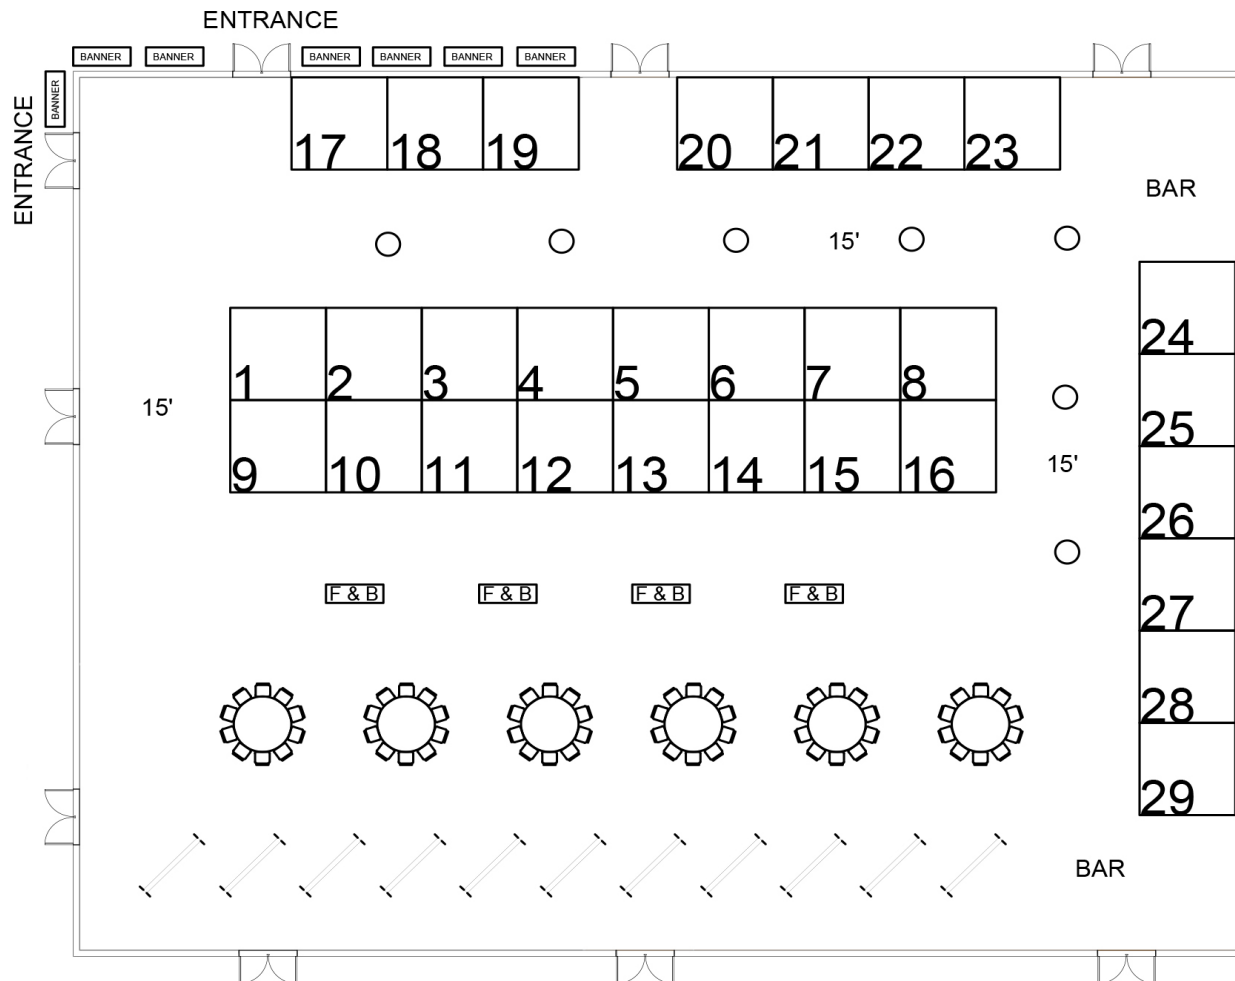 ENTRANCE
BANNER BANNER BANNER BANNER BANNER BANNER
BANNER
ENTRANCE
17 18 19 20 21 22 23
BAR
15'
24
1 2 3 4 5 6 7 8
15'
25
15'
9 10 11 12 13 14 15 16
26
F & B F & B F & B F & B
27
28
29
BAR